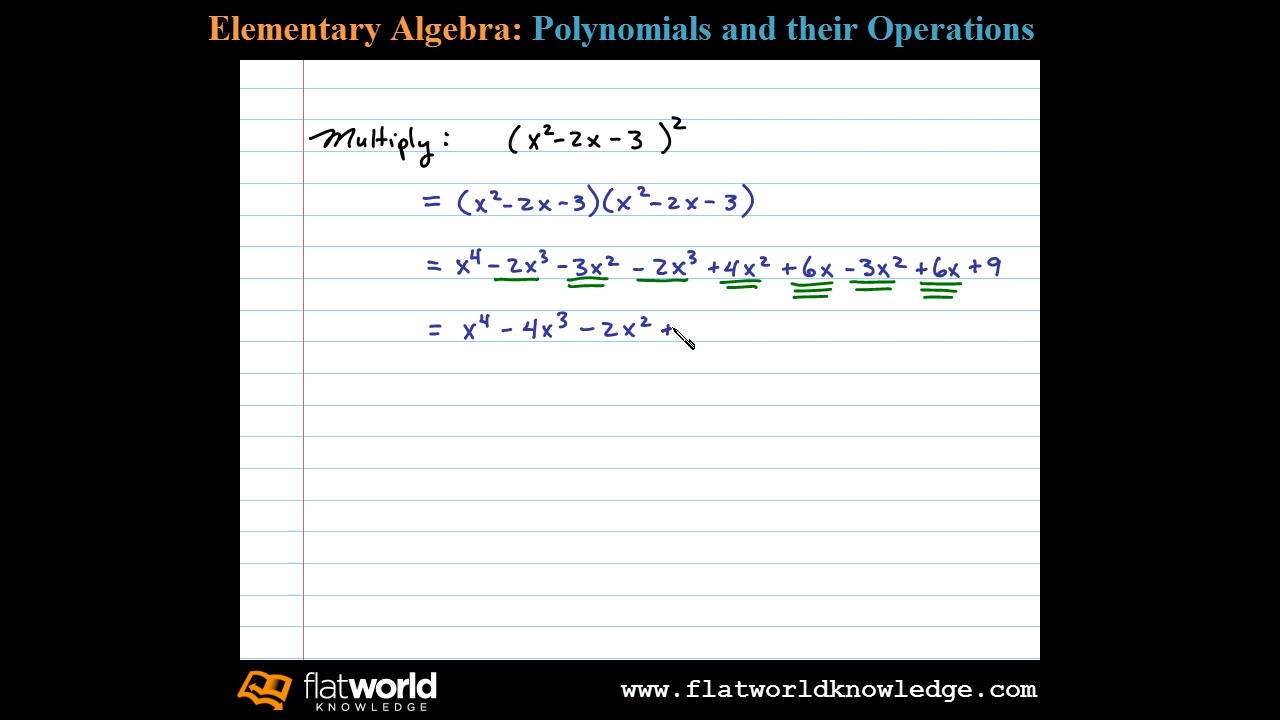 Elementary Algebra: Polynomials and their Operations
Multiply: (x²-2x-3)²
= (x²-2x-3)(x²-2x-3)
= x⁴-2x³-3x²-2x³+4x²+6x-3x²+6x+9
= x⁴-4x³-2x²+
flatworld
KNOWLEDGE
www.flatworldknowledge.com